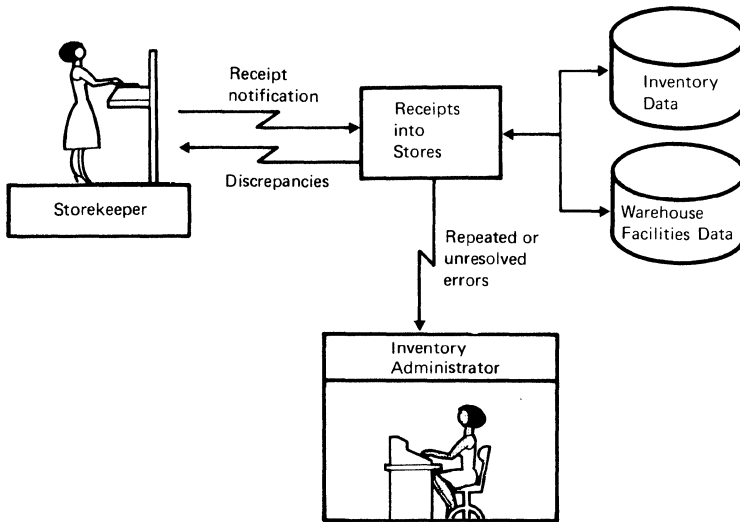 Receipt
notification
Discrepancies
Storekeeper
Receipts
into
Stores
Inventory
Data
Warehouse
Facilities Data
Repeated or
unresolved
errors
Inventory
Administrator